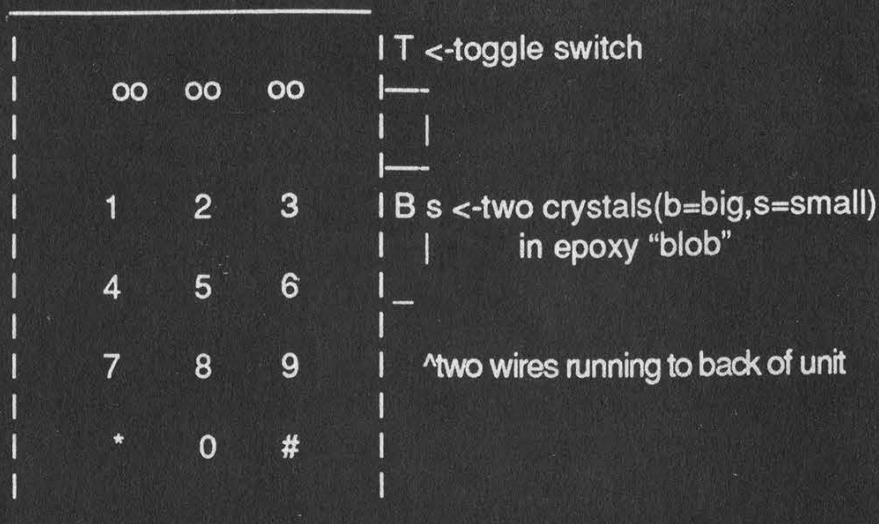 T <-toggle switch
oo oo oo
1 2 3 B s <-two crystals(b=big,s=small)
in epoxy “blob”
4 5 6
7 8 9 ^two wires running to back of unit
* 0 #